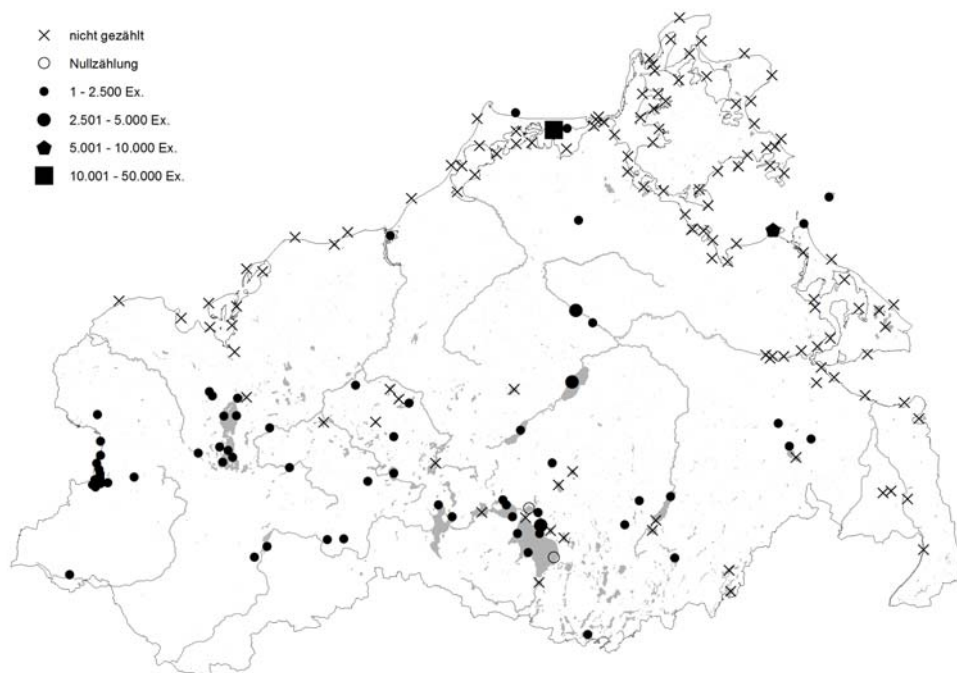 nicht gezählt
Nullzählung
1 - 2.500 Ex.
2.501 - 5.000 Ex.
5.001 - 10.000 Ex.
10.001 - 50.000 Ex.